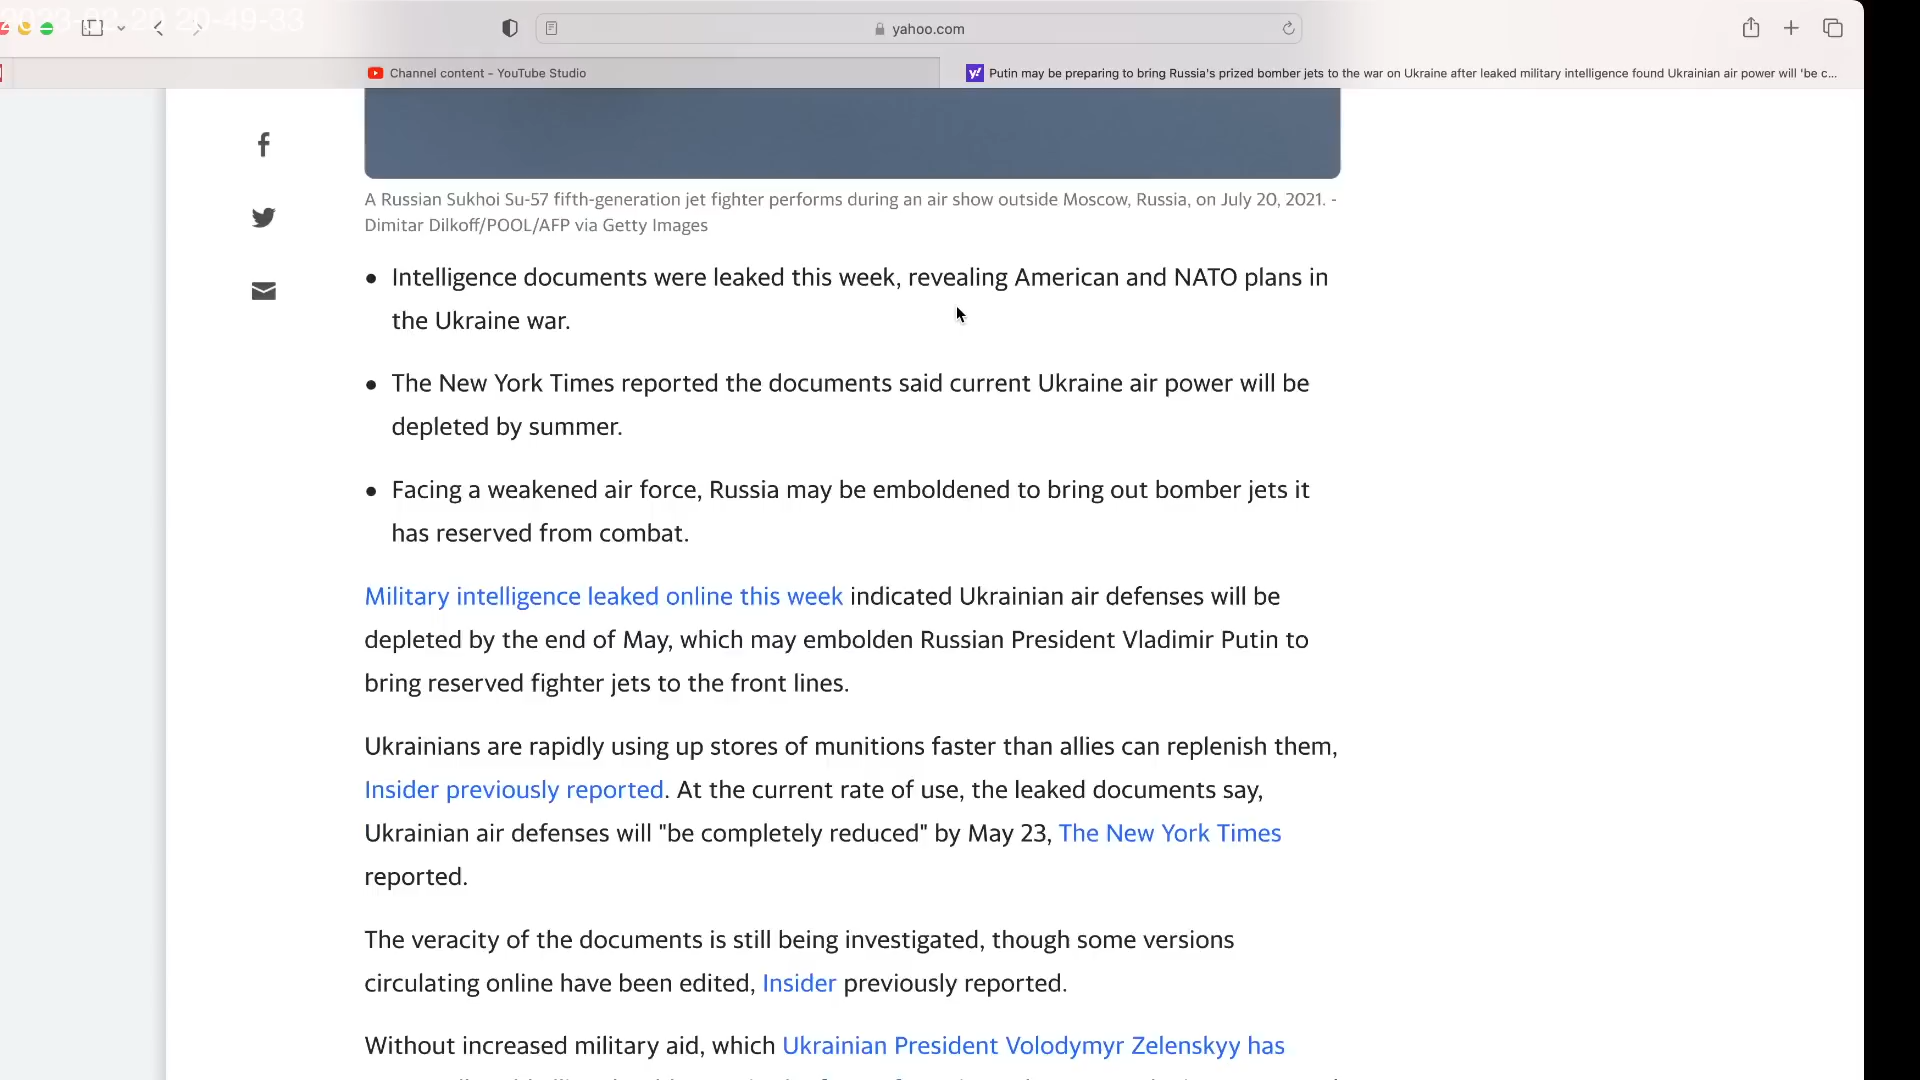 2023-02-20 20-49-33
yahoo.com
Channel content - YouTube Studio
y! Putin may be preparing to bring Russia's prized bomber jets to the war on Ukraine after leaked military intelligence found Ukrainian air power will 'be c...
A Russian Sukhoi Su-57 fifth-generation jet fighter performs during an air show outside Moscow, Russia, on July 20, 2021. -
Dimitar Dilkoff/POOL/AFP via Getty Images
• Intelligence documents were leaked this week, revealing American and NATO plans in
the Ukraine war.
• The New York Times reported the documents said current Ukraine air power will be
depleted by summer.
• Facing a weakened air force, Russia may be emboldened to bring out bomber jets it
has reserved from combat.
Military intelligence leaked online this week indicated Ukrainian air defenses will be
depleted by the end of May, which may embolden Russian President Vladimir Putin to
bring reserved fighter jets to the front lines.
Ukrainians are rapidly using up stores of munitions faster than allies can replenish them,
Insider previously reported. At the current rate of use, the leaked documents say,
Ukrainian air defenses will "be completely reduced" by May 23, The New York Times
reported.
The veracity of the documents is still being investigated, though some versions
circulating online have been edited, Insider previously reported.
Without increased military aid, which Ukrainian President Volodymyr Zelenskyy has